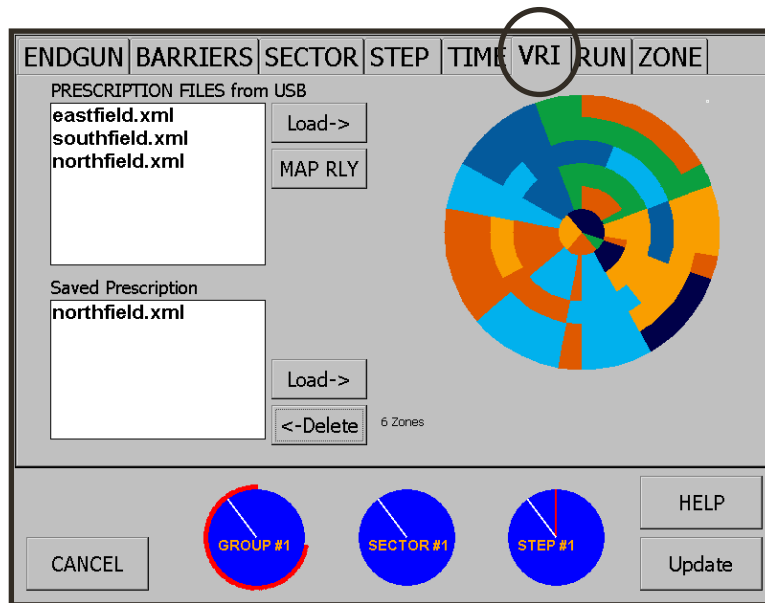 ENDGUN BARRIERS SECTOR STEP TIME VRI RUN ZONE
PRESCRIPTION FILES from USB
eastfield.xml
southfield.xml
northfield.xml
Load->
MAP RLY
Saved Prescription
northfield.xml
Load->
<-Delete
6 Zones
CANCEL
GROUP #1
SECTOR #1
STEP #1
HELP
Update